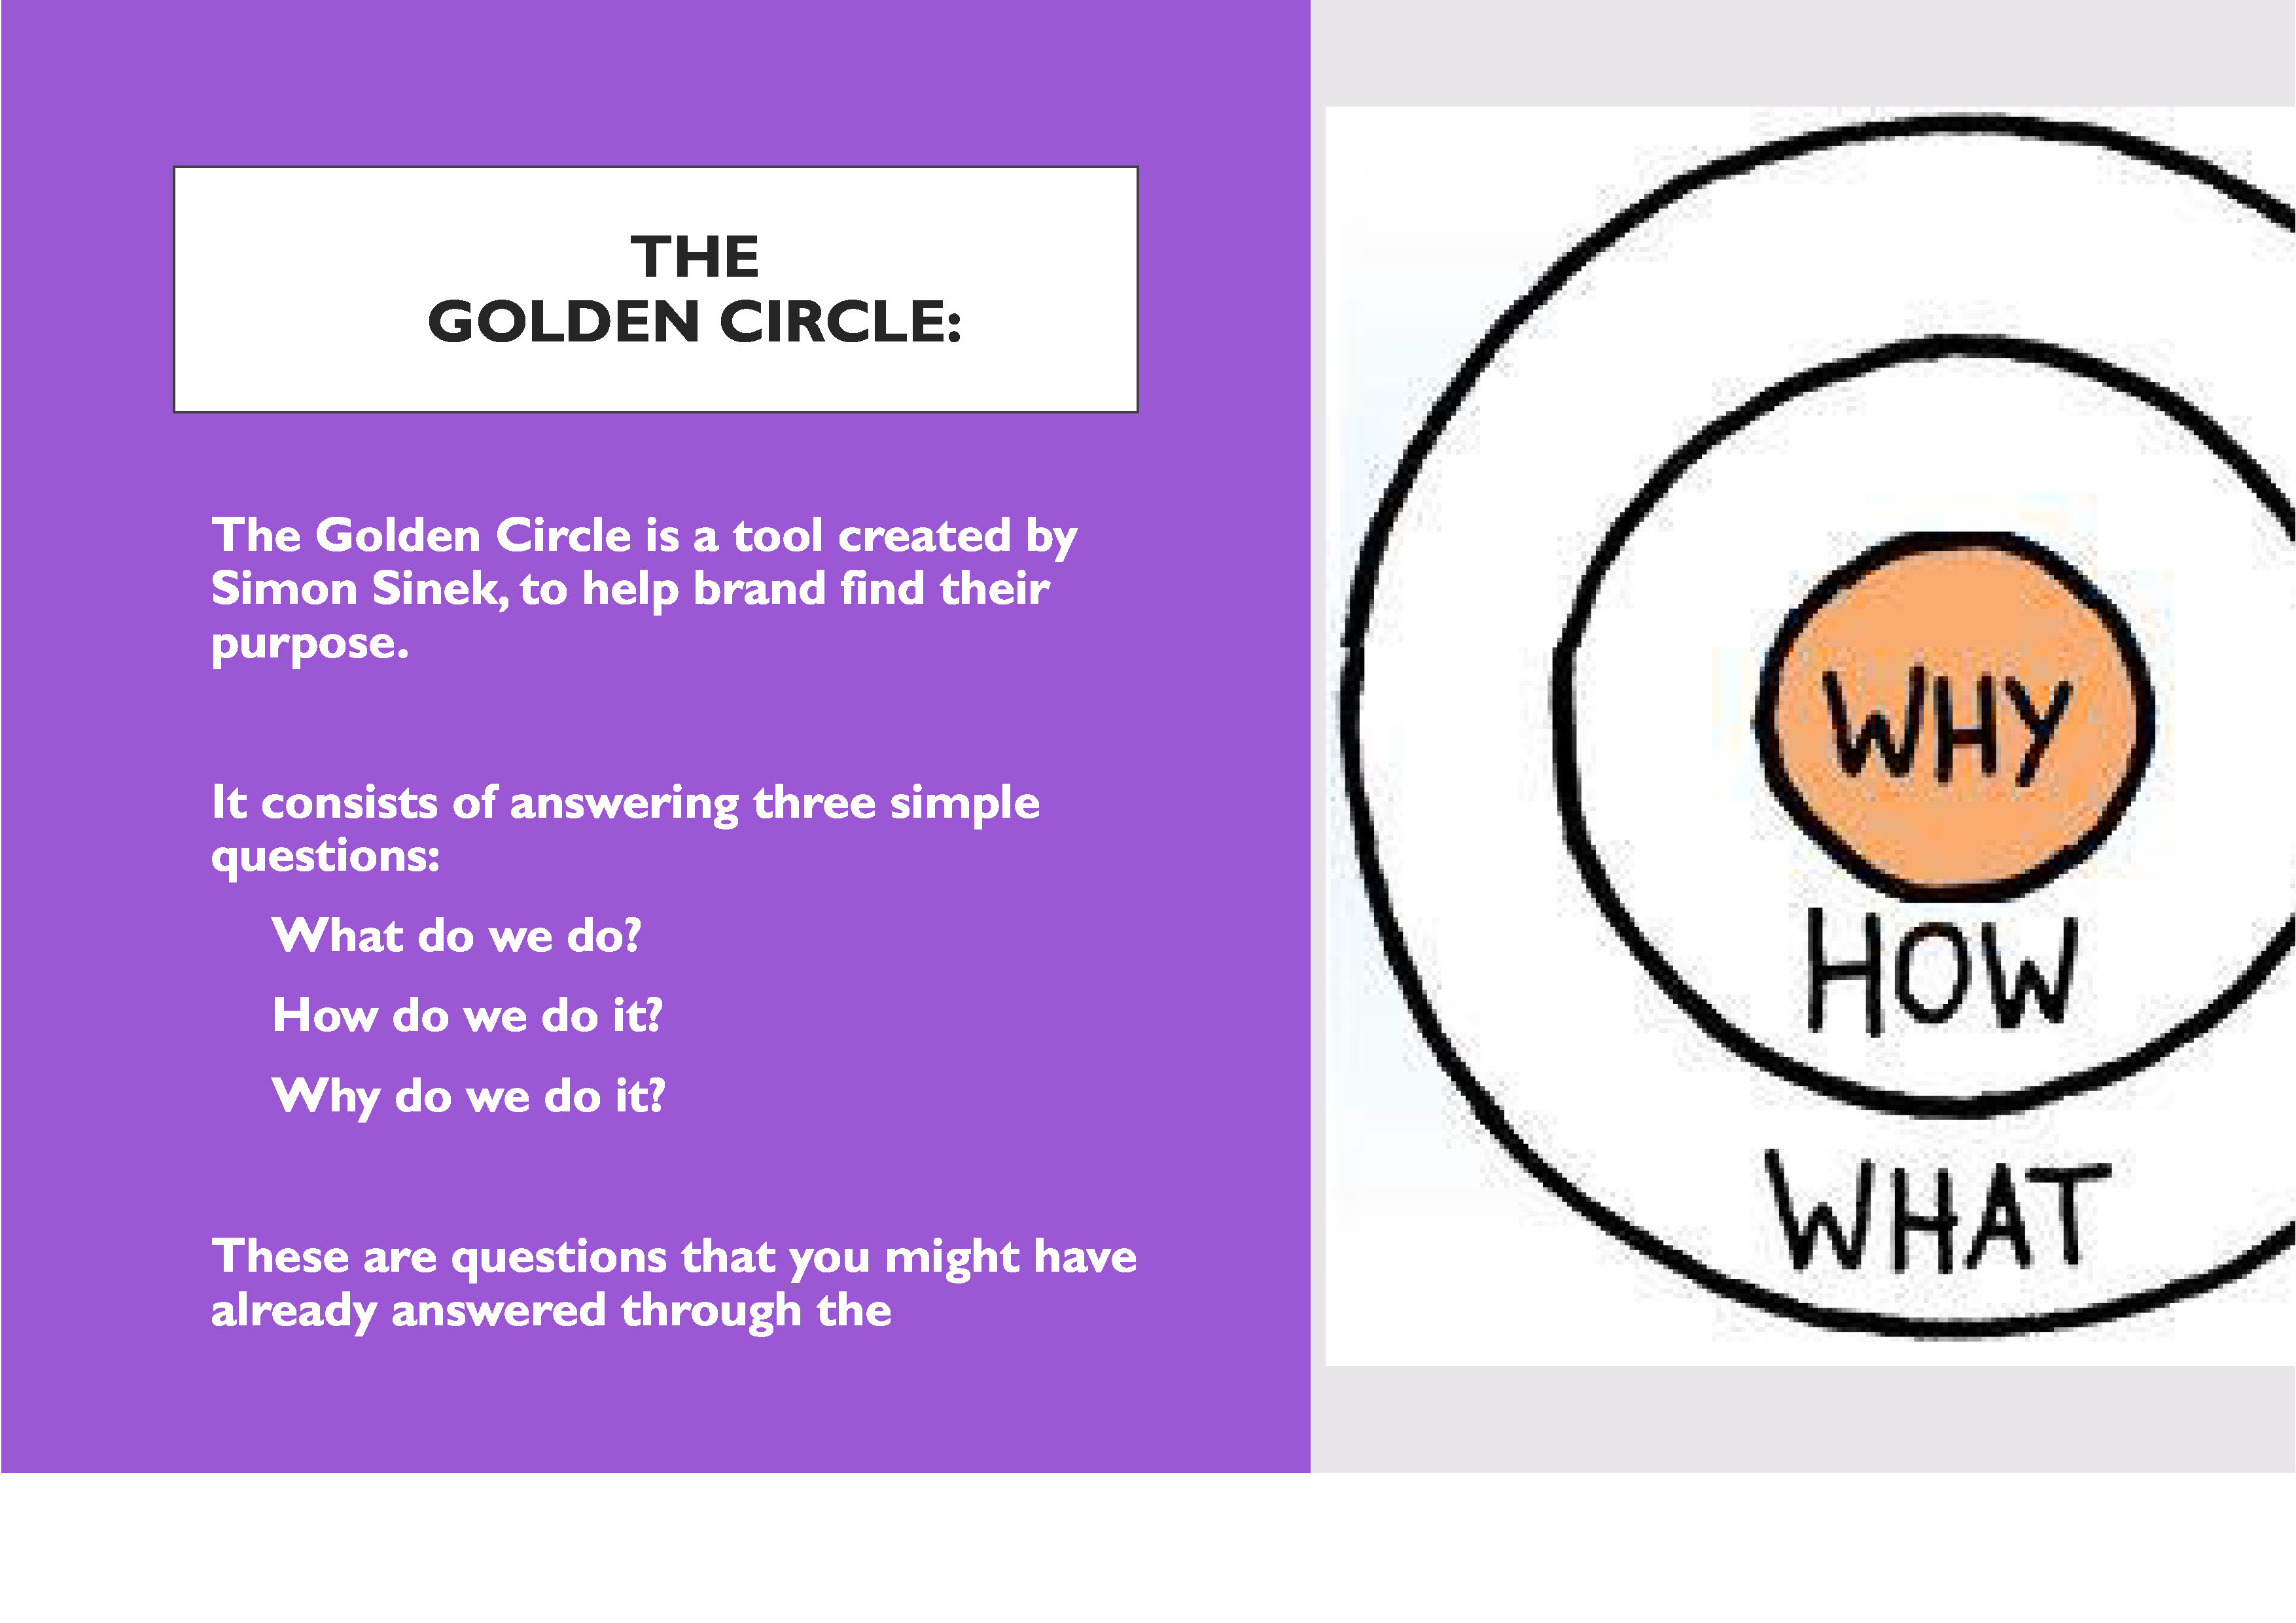 THE
GOLDEN CIRCLE:
The Golden Circle is a tool created by
Simon Sinek, to help brand find their
purpose.
It consists of answering three simple
questions:
What do we do?
How do we do it?
Why do we do it?
These are questions that you might have
already answered through the
WHY
HOW
WHAT